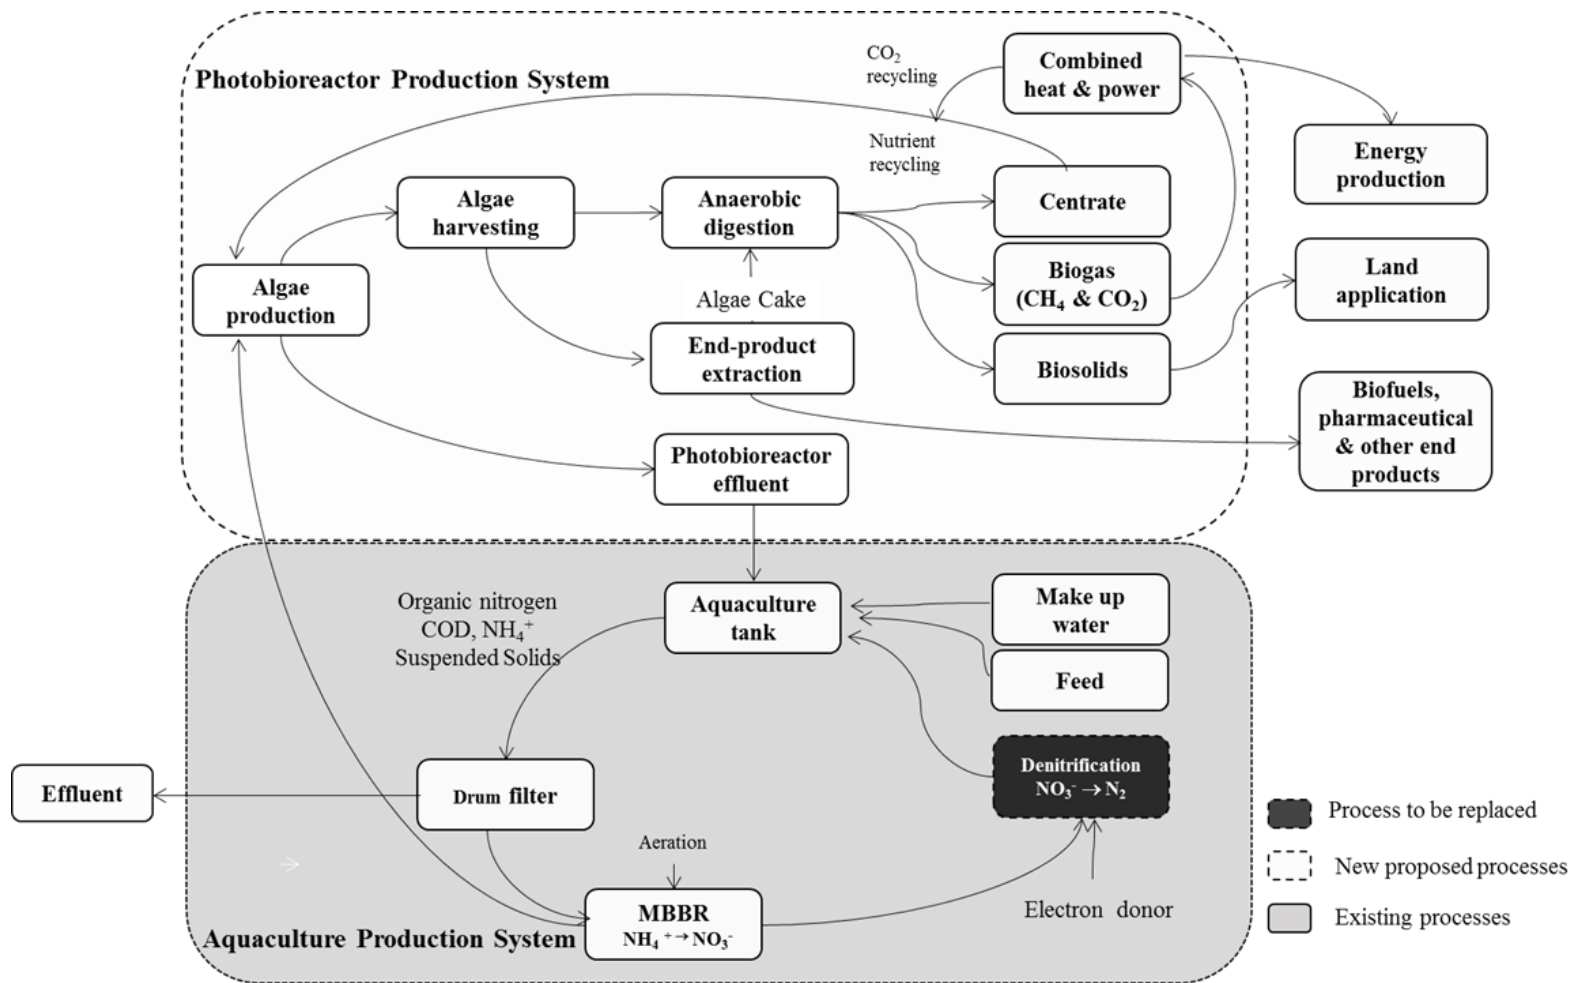 Photobioreactor Production System
CO₂
recycling
Nutrient
recycling
Combined
heat & power
Energy
production
Algae
harvesting
Anaerobic
digestion
Centrate
Algae
production
Algae Cake
Biogas
(CH₄ & CO₂)
Land
application
End-product
extraction
Biosolids
Biofuels,
pharmaceutical
& other end
products
Photobioreactor
effluent
Organic nitrogen
COD, NH₄⁺
Suspended Solids
Aquaculture
tank
Make up
water
Feed
Effluent
Drum filter
Denitrification
NO₃⁻ → N₂
Aeration
MBBR
NH₄⁺→NO₃⁻
Electron donor
Aquaculture Production System
Process to be replaced
New proposed processes
Existing processes